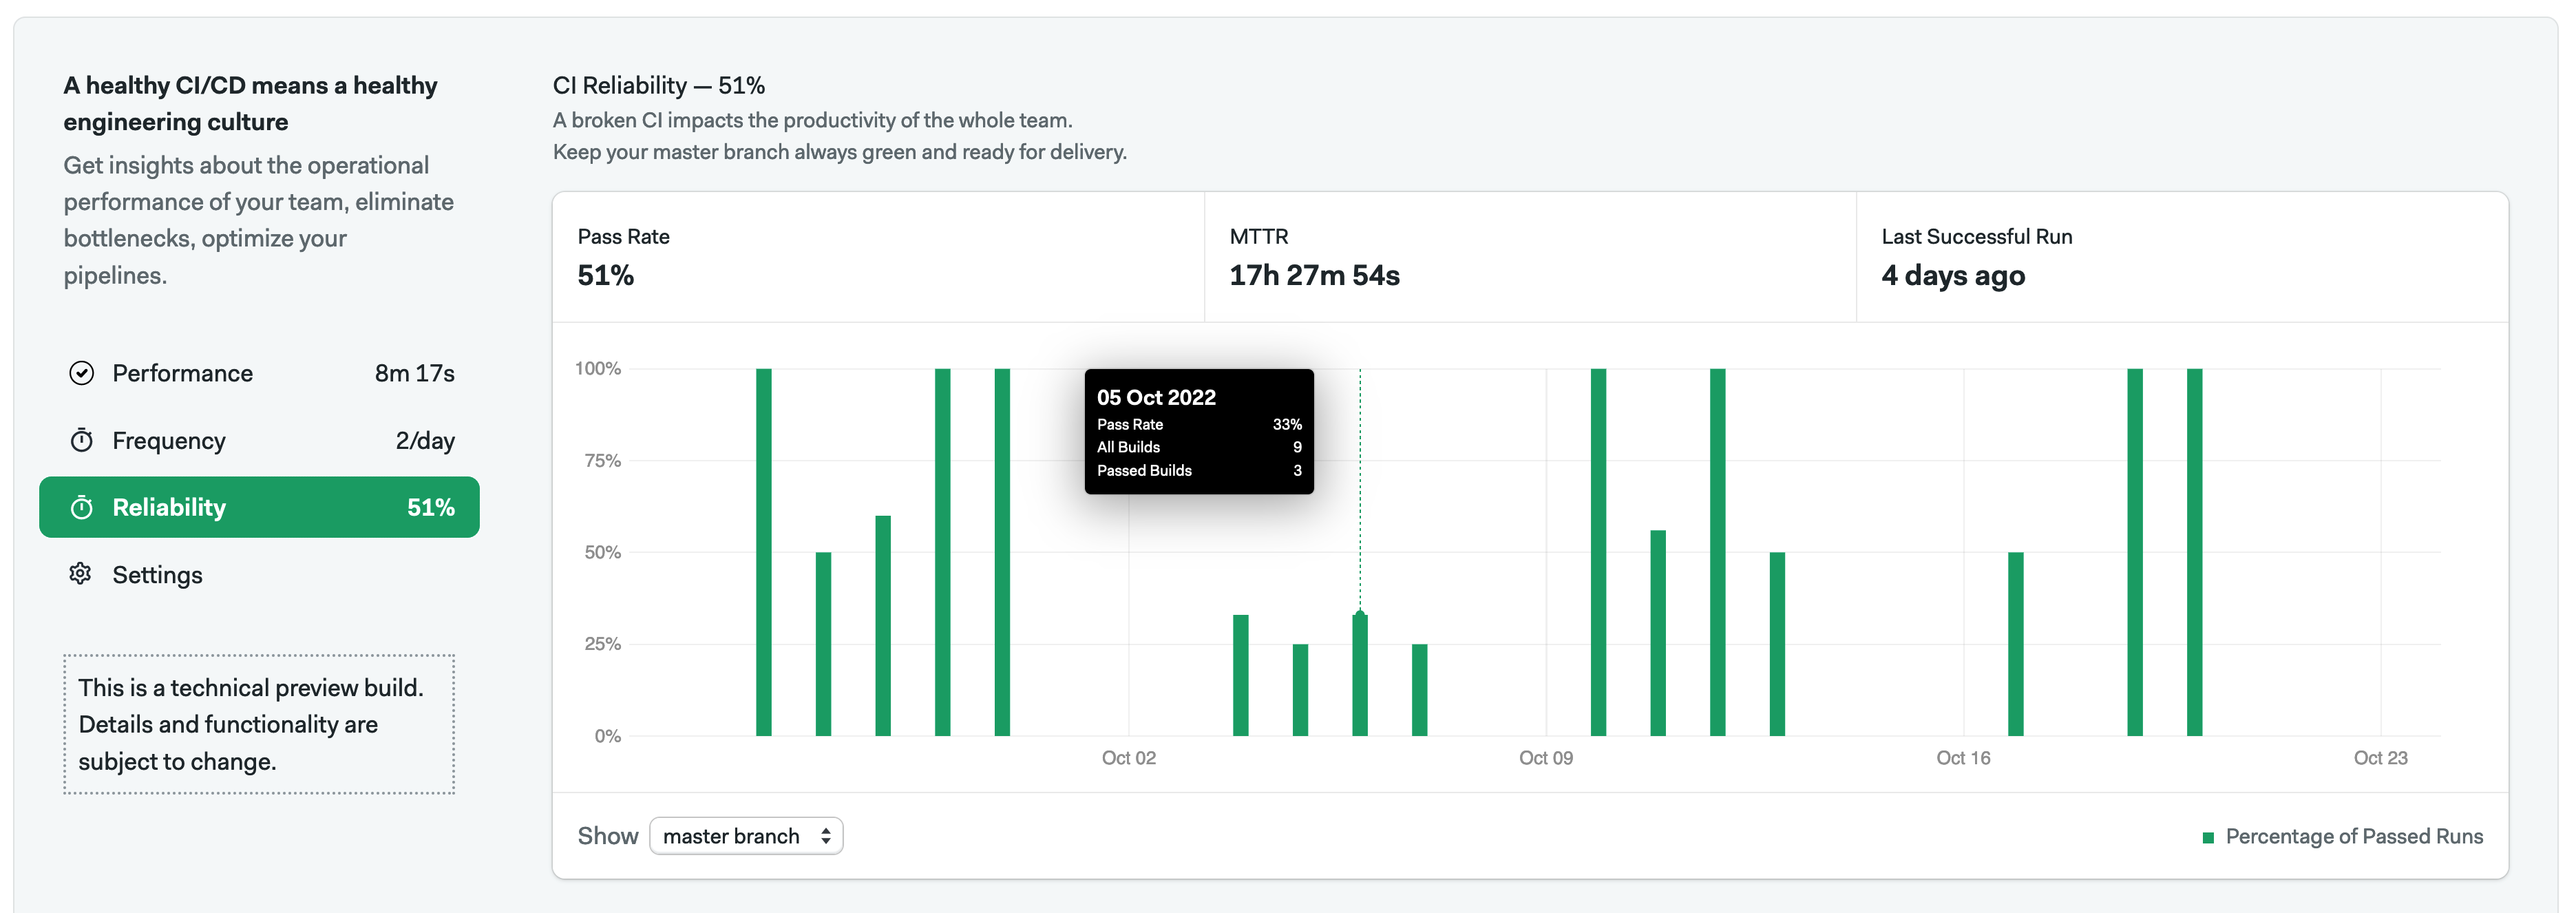 A healthy CI/CD means a healthy
engineering culture
Get insights about the operational
performance of your team, eliminate
bottlenecks, optimize your
pipelines.
Performance 8m 17s
Frequency 2/day
Reliability 51%
Settings
This is a technical preview build.
Details and functionality are
subject to change.
CI Reliability — 51%
A broken CI impacts the productivity of the whole team.
Keep your master branch always green and ready for delivery.
Pass Rate
51%
MTTR
17h 27m 54s
Last Successful Run
4 days ago
100%
75%
50%
25%
0%
05 Oct 2022
Pass Rate 33%
All Builds 9
Passed Builds 3
Oct 02 Oct 09 Oct 16 Oct 23
Show master branch
Percentage of Passed Runs